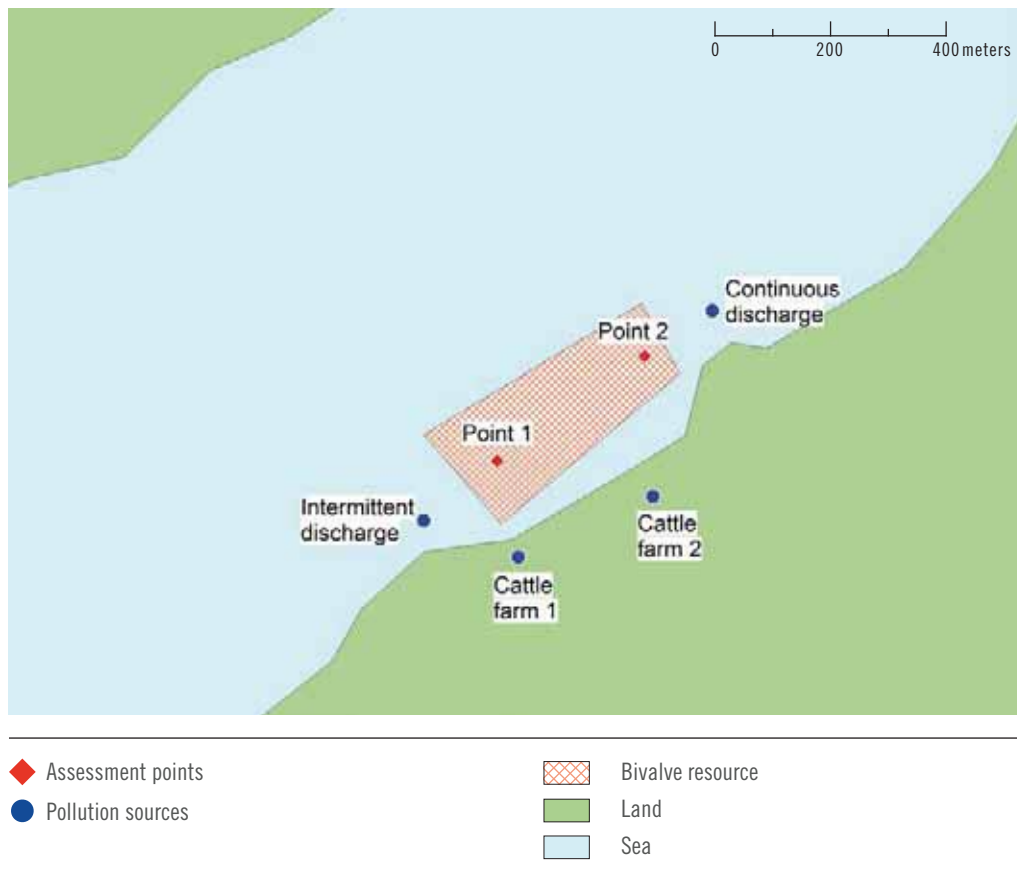 0 200 400 meters
Continuous
discharge
Point 2
Point 1
Intermittent
discharge
Cattle
farm 2
Cattle
farm 1
Assessment points
Pollution sources
Bivalve resource
Land
Sea